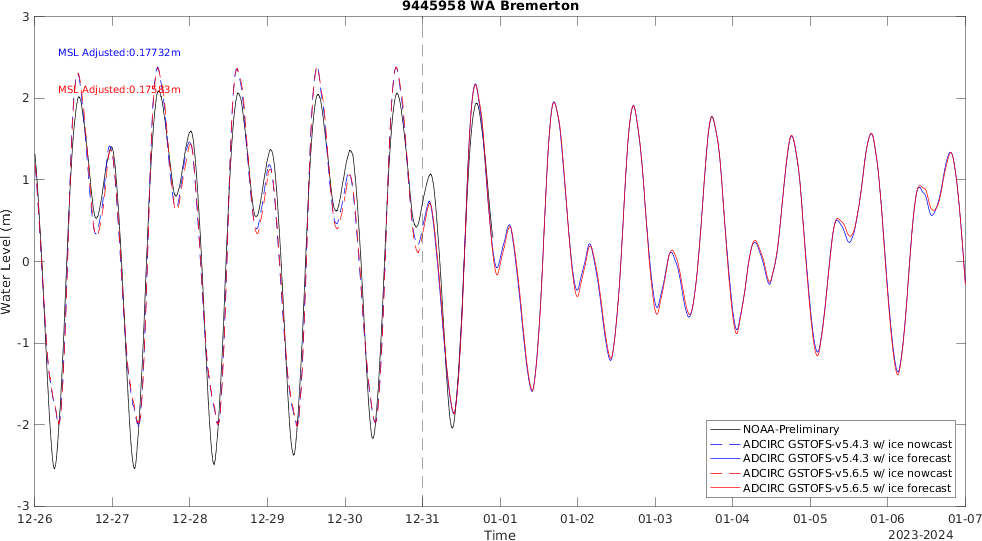 9445958 WA Bremerton
MSL Adjusted:0.17732m
MSL Adjusted:0.17583m
Water Level (m)
3
2
1
0
-1
-2
-3
12-26 12-27 12-28 12-29 12-30 12-31 01-01 01-02 01-03 01-04 01-05 01-06 01-07
Time
2023-2024
NOAA-Preliminary
ADCIRC GSTOFS-v5.4.3 w/ ice nowcast
ADCIRC GSTOFS-v5.4.3 w/ ice forecast
ADCIRC GSTOFS-v5.6.5 w/ ice nowcast
ADCIRC GSTOFS-v5.6.5 w/ ice forecast